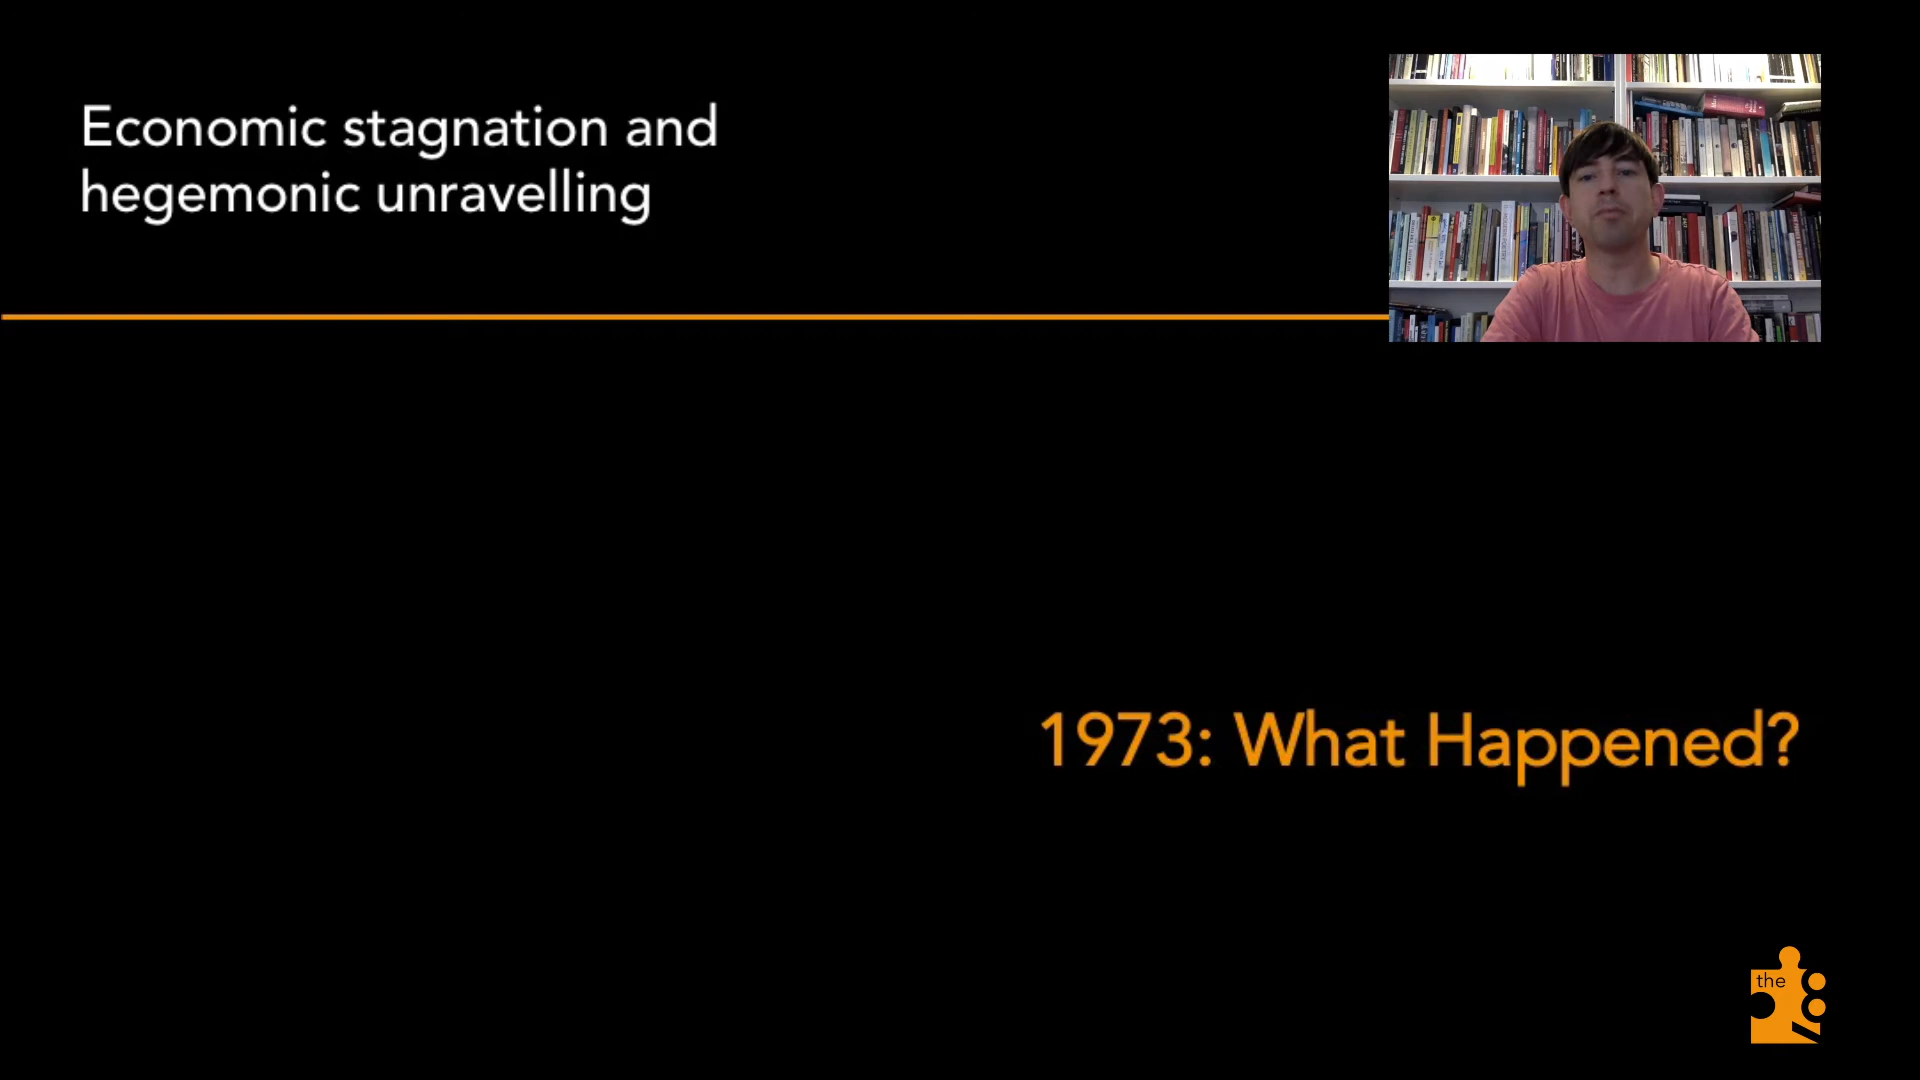 Economic stagnation and
hegemonic unravelling
1973: What Happened?
the